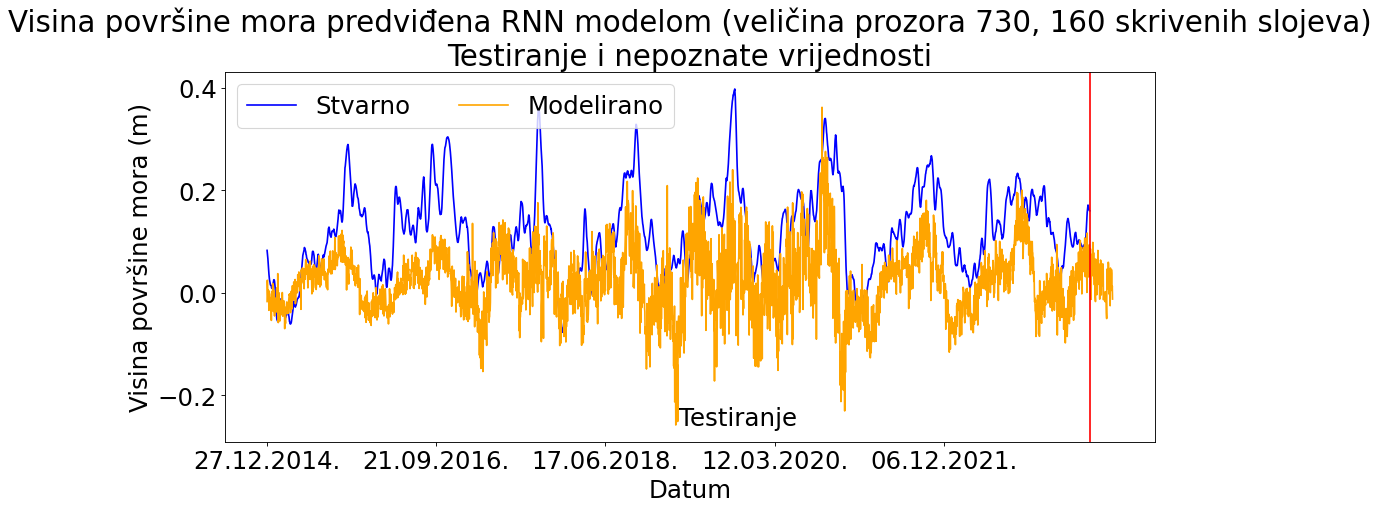 Visina površine mora predviđena RNN modelom (veličina prozora 730, 160 skrivenih slojeva)
Testiranje i nepoznate vrijednosti
Stvarno Modelirano
Visina površine mora (m)
0.4
0.2
0.0
−0.2
Testiranje
27.12.2014. 21.09.2016. 17.06.2018. 12.03.2020. 06.12.2021.
Datum